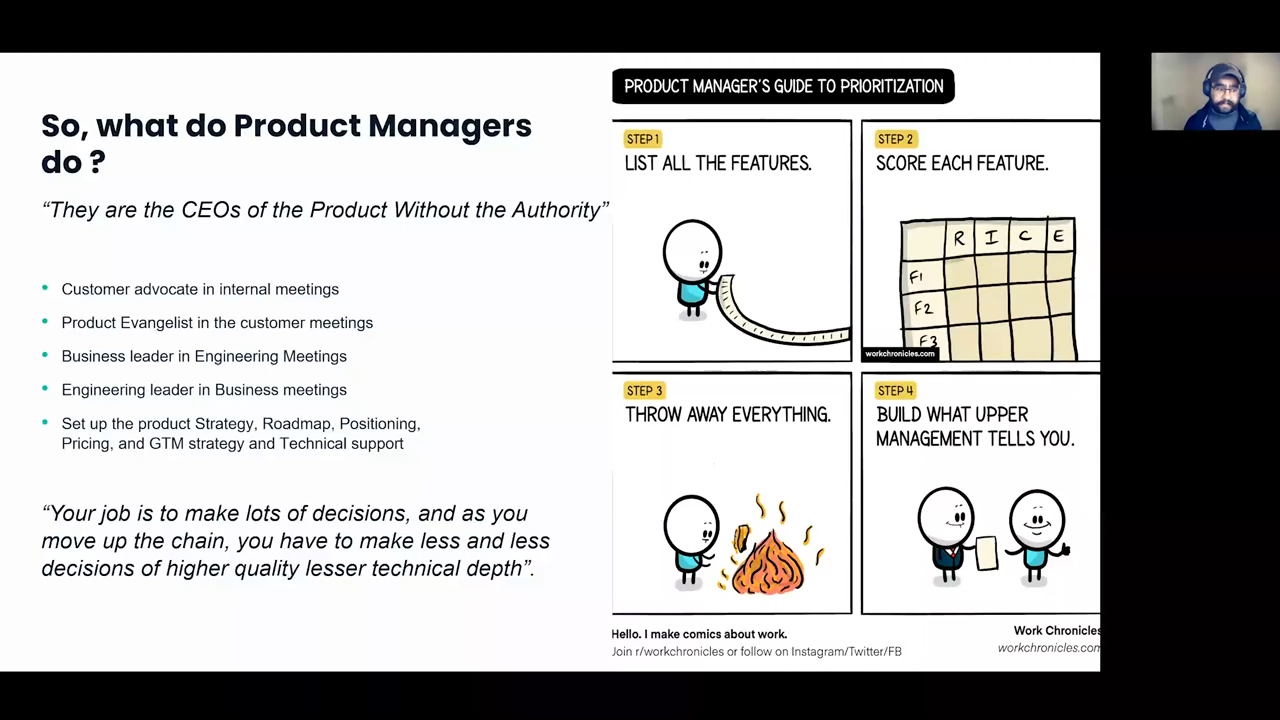 So, what do Product Managers
do ?
“They are the CEOs of the Product Without the Authority”
• Customer advocate in internal meetings
• Product Evangelist in the customer meetings
• Business leader in Engineering Meetings
• Engineering leader in Business meetings
• Set up the product Strategy, Roadmap, Positioning,
Pricing, and GTM strategy and Technical support
“Your job is to make lots of decisions, and as you
move up the chain, you have to make less and less
decisions of higher quality lesser technical depth”.
PRODUCT MANAGER'S GUIDE TO PRIORITIZATION
STEP 1
LIST ALL THE FEATURES.
STEP 2
SCORE EACH FEATURE.
R I C E
F1
F2
F3
workchronicles.com
STEP 3
THROW AWAY EVERYTHING.
STEP 4
BUILD WHAT UPPER
MANAGEMENT TELLS YOU.
Hello. I make comics about work.
Join r/workchronicles or follow on Instagram/Twitter/FB
Work Chronicles
workchronicles.com